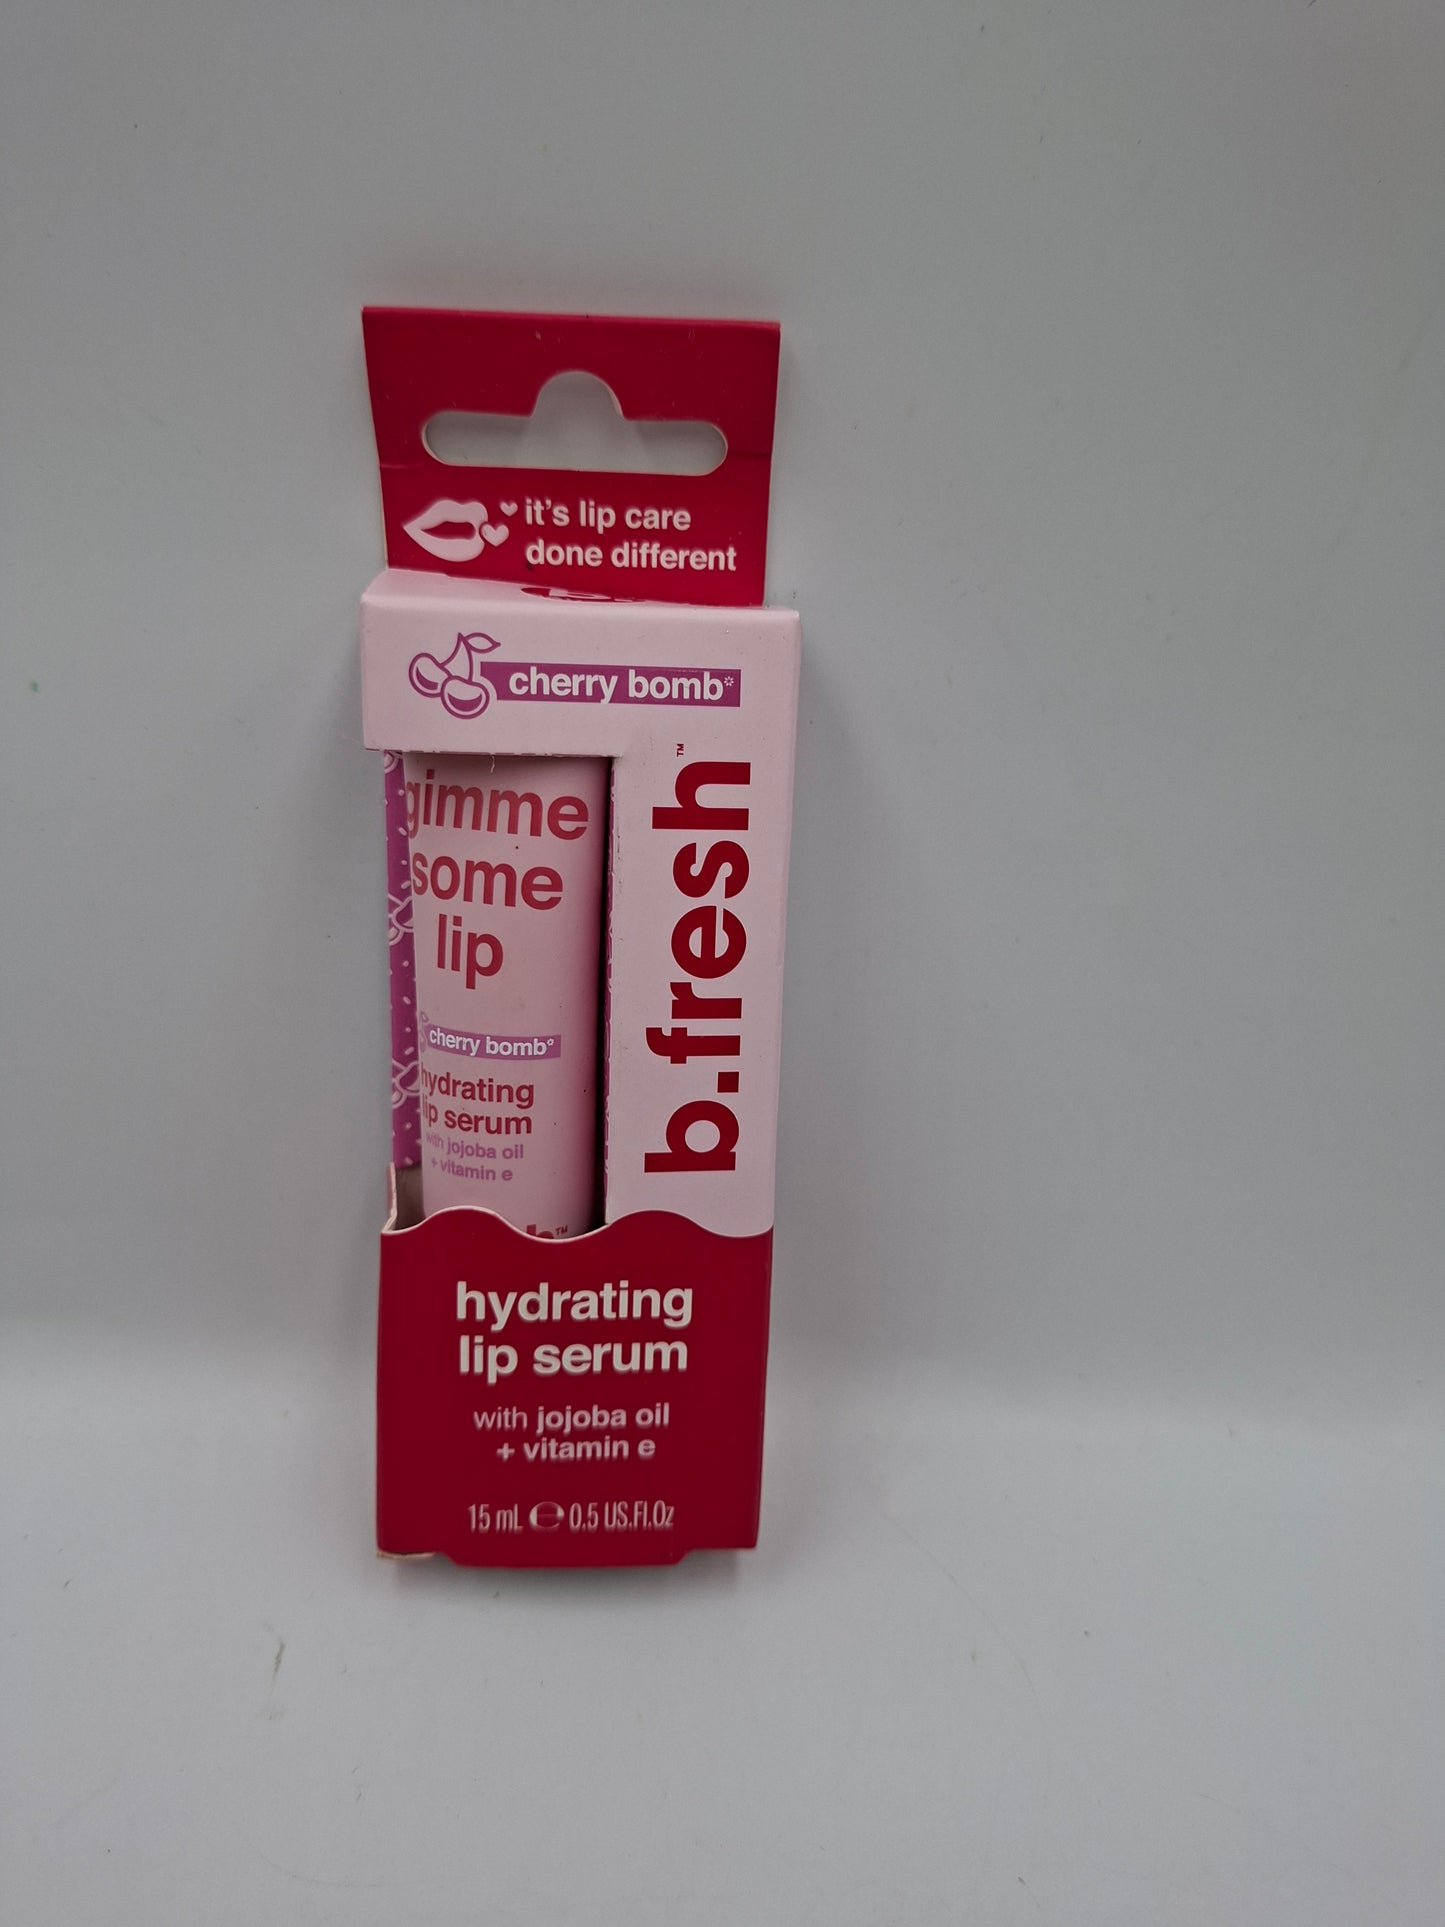 it's lip care
done different
cherry bomb*
b.fresh™
gimme
some
lip
cherry bomb*
hydrating
lip serum
with jojoba oil
+ vitamin e
™
hydrating
lip serum
with jojoba oil
+ vitamin e
15 mL ℮ 0.5 US.Fl.Oz